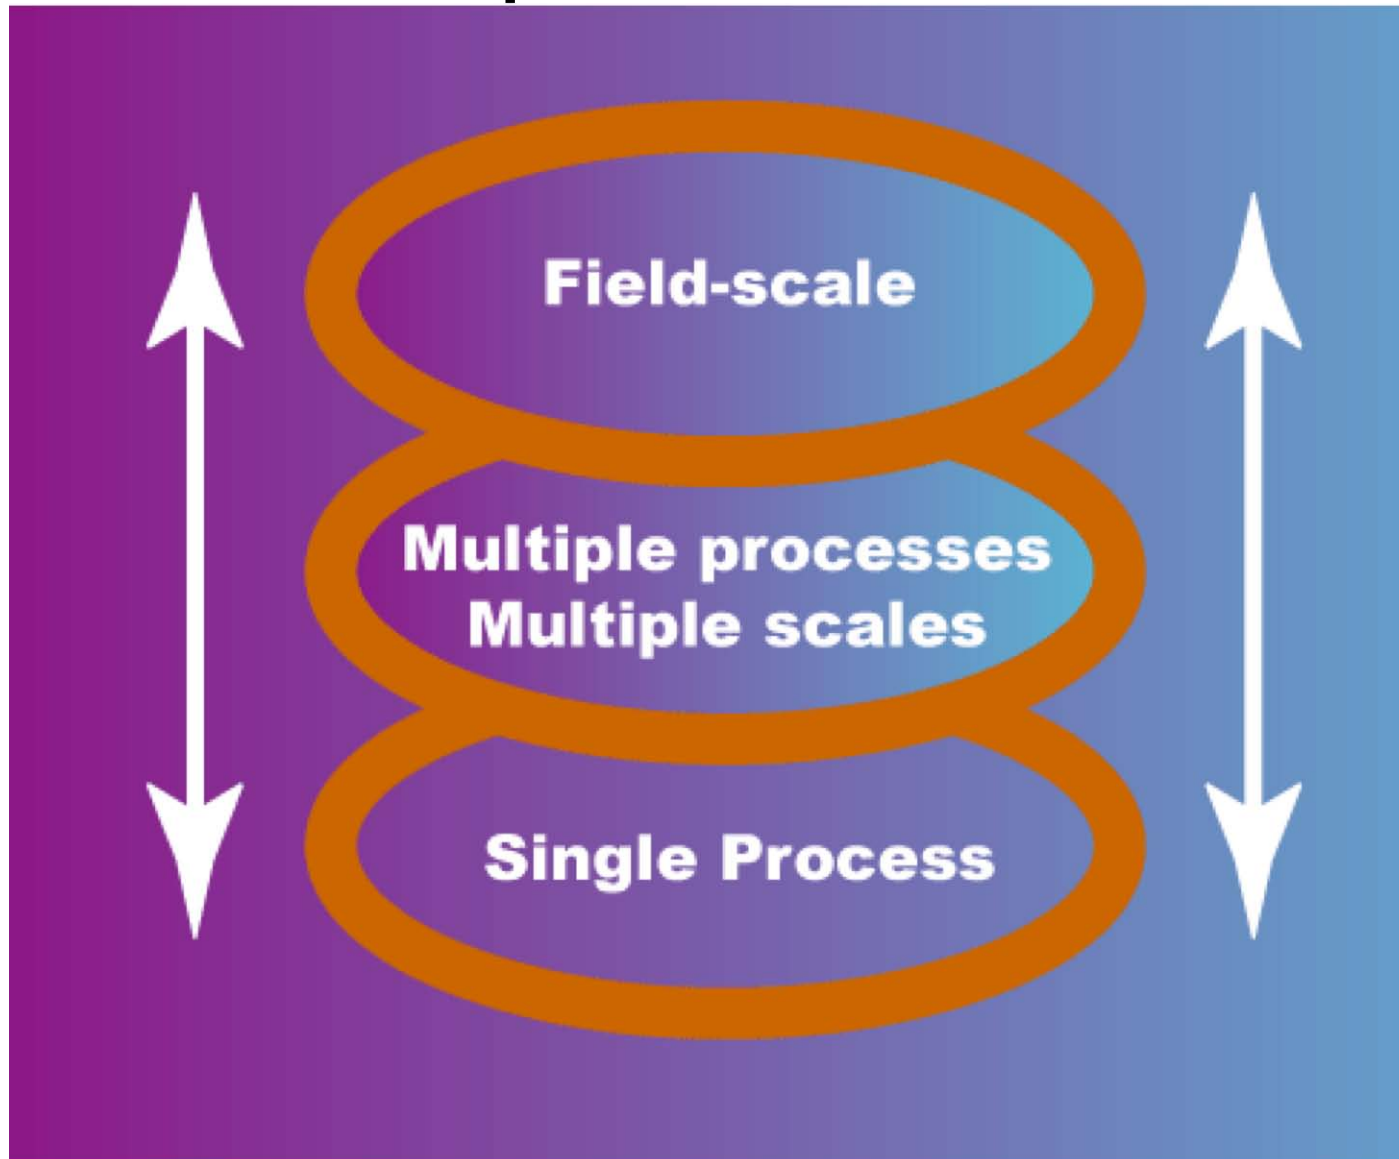 Field-scale
Multiple processes
Multiple scales
Single Process